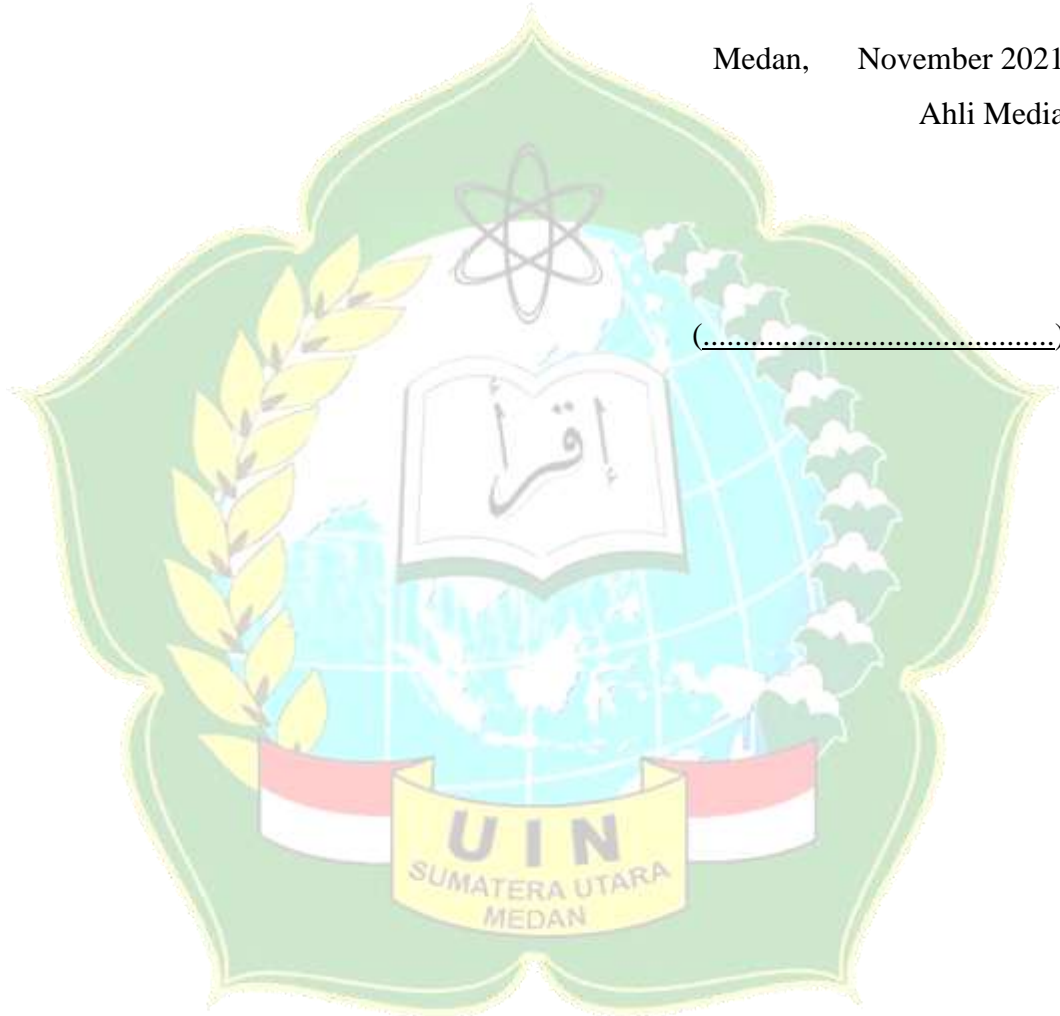 Medan, November 2021
Ahli Media
(..........................................)
إقرأ
UIN
SUMATERA UTARA
MEDAN